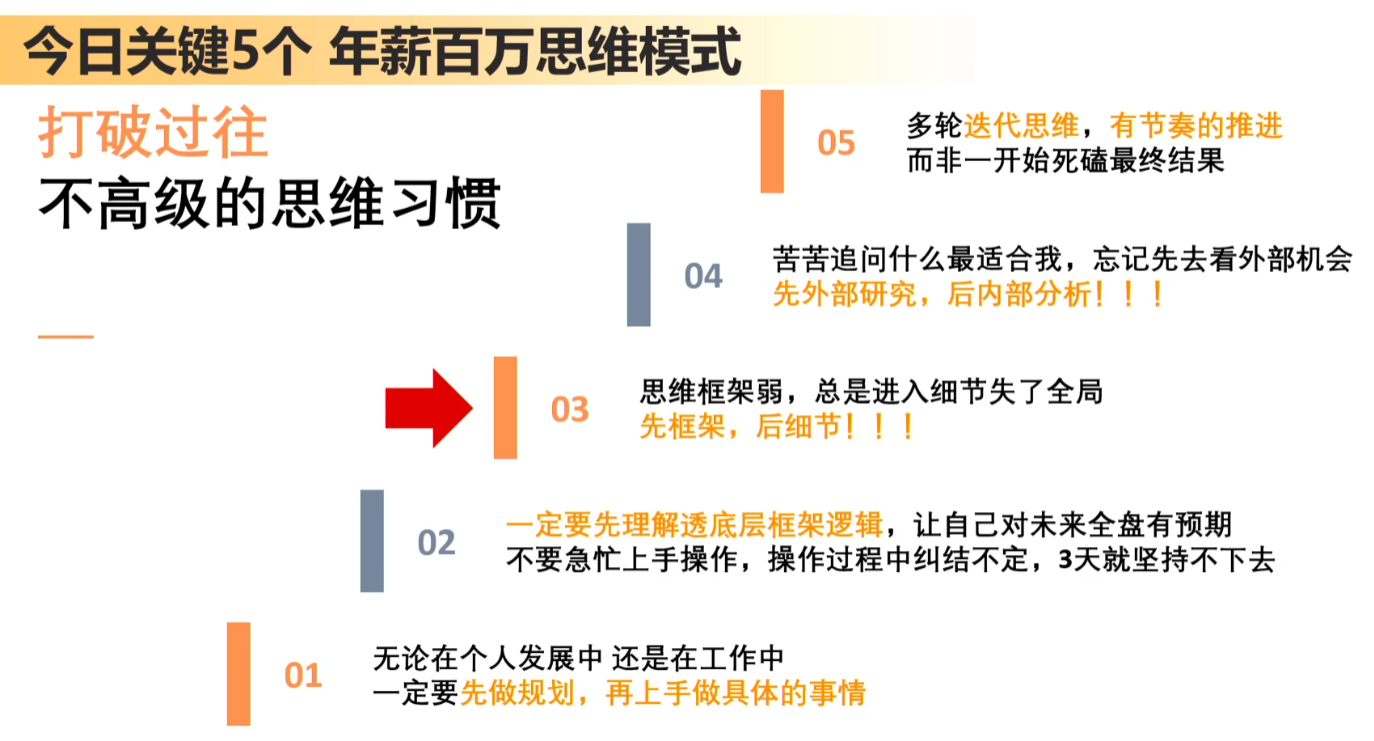 今日关键5个 年薪百万思维模式
打破过往
不高级的思维习惯
05
多轮迭代思维，有节奏的推进
而非一开始死磕最终结果
04
苦苦追问什么最适合我，忘记先去看外部机会
先外部研究，后内部分析！！！
03
思维框架弱，总是进入细节失了全局
先框架，后细节！！！
02
一定要先理解透底层框架逻辑，让自己对未来全盘有预期
不要急忙上手操作，操作过程中纠结不定，3天就坚持不下去
01
无论在个人发展中 还是在工作中
一定要先做规划，再上手做具体的事情